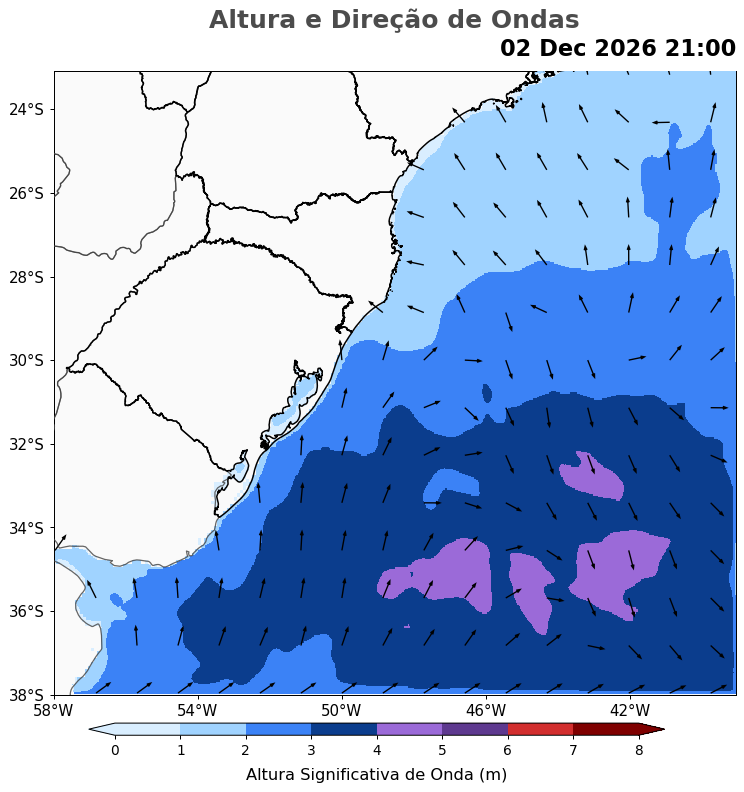 Altura e Direção de Ondas
02 Dec 2026 21:00
24°S
26°S
28°S
30°S
32°S
34°S
36°S
38°S
58°W 54°W 50°W 46°W 42°W
0 1 2 3 4 5 6 7 8
Altura Significativa de Onda (m)